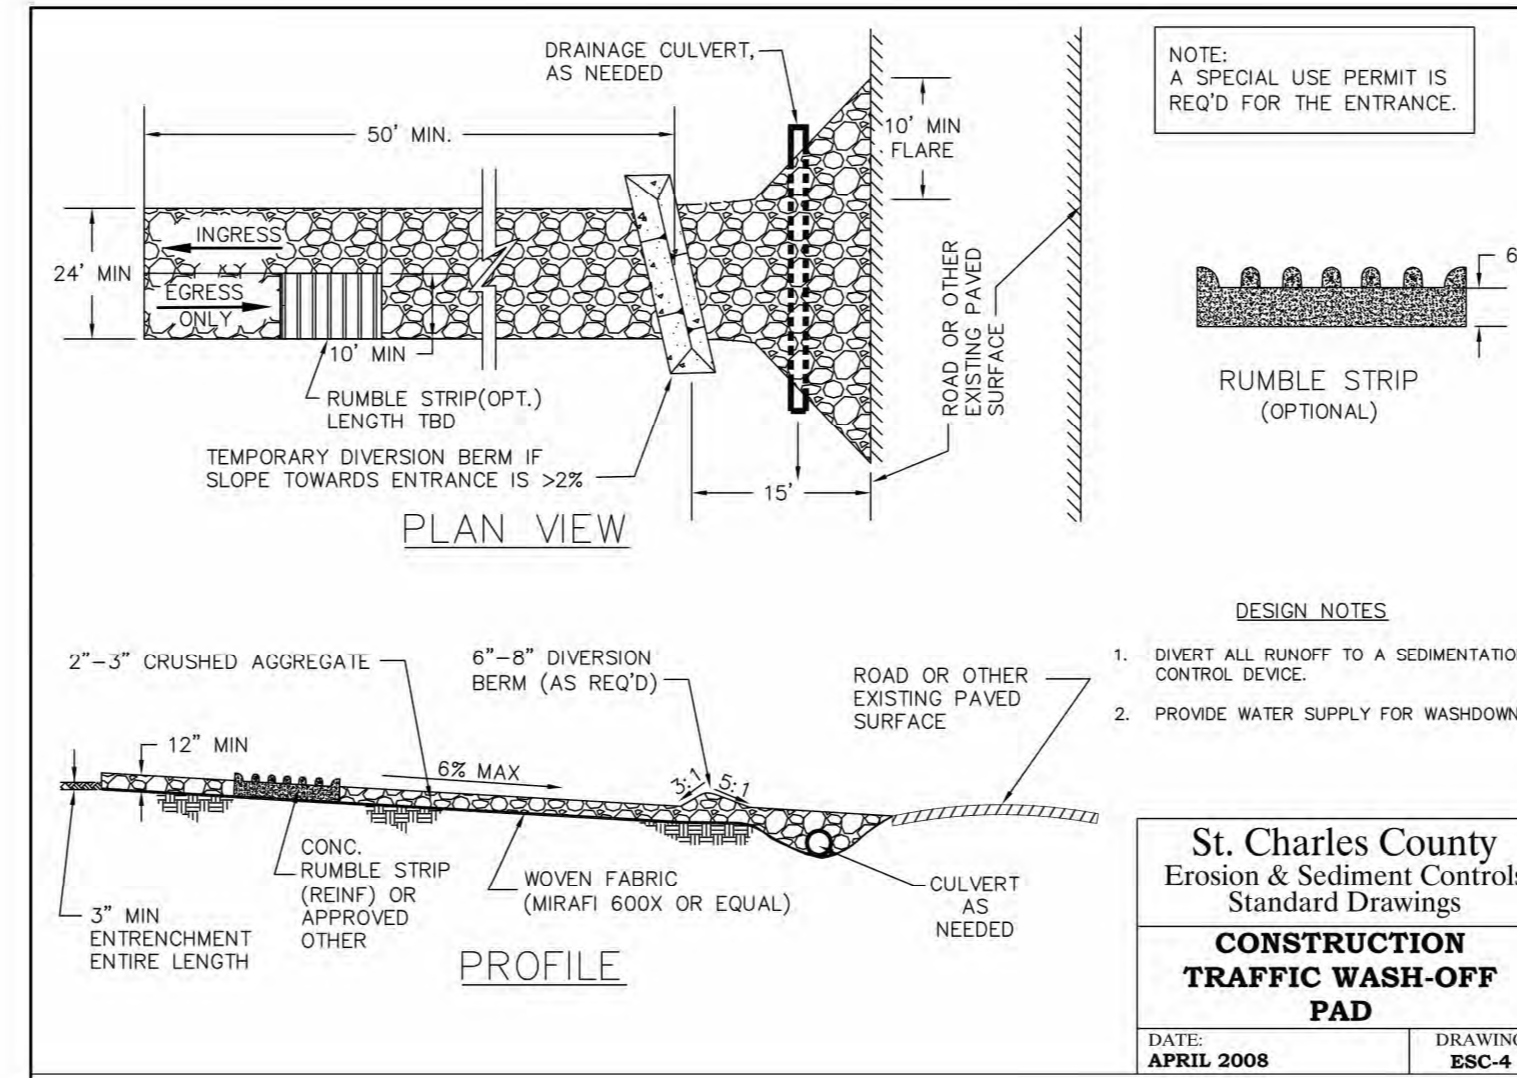 DRAINAGE CULVERT,
AS NEEDED
50' MIN.
10' MIN
FLARE
NOTE:
A SPECIAL USE PERMIT IS
REQ'D FOR THE ENTRANCE.
INGRESS
24' MIN
EGRESS
ONLY
10' MIN
RUMBLE STRIP(OPT.)
LENGTH TBD
TEMPORARY DIVERSION BERM IF
SLOPE TOWARDS ENTRANCE IS >2%
15'
ROAD OR OTHER
EXISTING PAVED
SURFACE
PLAN VIEW
6
RUMBLE STRIP
(OPTIONAL)
DESIGN NOTES
1. DIVERT ALL RUNOFF TO A SEDIMENTATIO
CONTROL DEVICE.
2. PROVIDE WATER SUPPLY FOR WASHDOWN
2"-3" CRUSHED AGGREGATE
6"-8" DIVERSION
BERM (AS REQ'D)
ROAD OR OTHER
EXISTING PAVED
SURFACE
12" MIN
6% MAX
3:1
5:1
3" MIN
ENTRENCHMENT
ENTIRE LENGTH
CONC.
RUMBLE STRIP
(REINF) OR
APPROVED
OTHER
WOVEN FABRIC
(MIRAFI 600X OR EQUAL)
CULVERT
AS
NEEDED
PROFILE
St. Charles County
Erosion & Sediment Controls
Standard Drawings
CONSTRUCTION
TRAFFIC WASH-OFF
PAD
DATE:
APRIL 2008
DRAWING
ESC-4